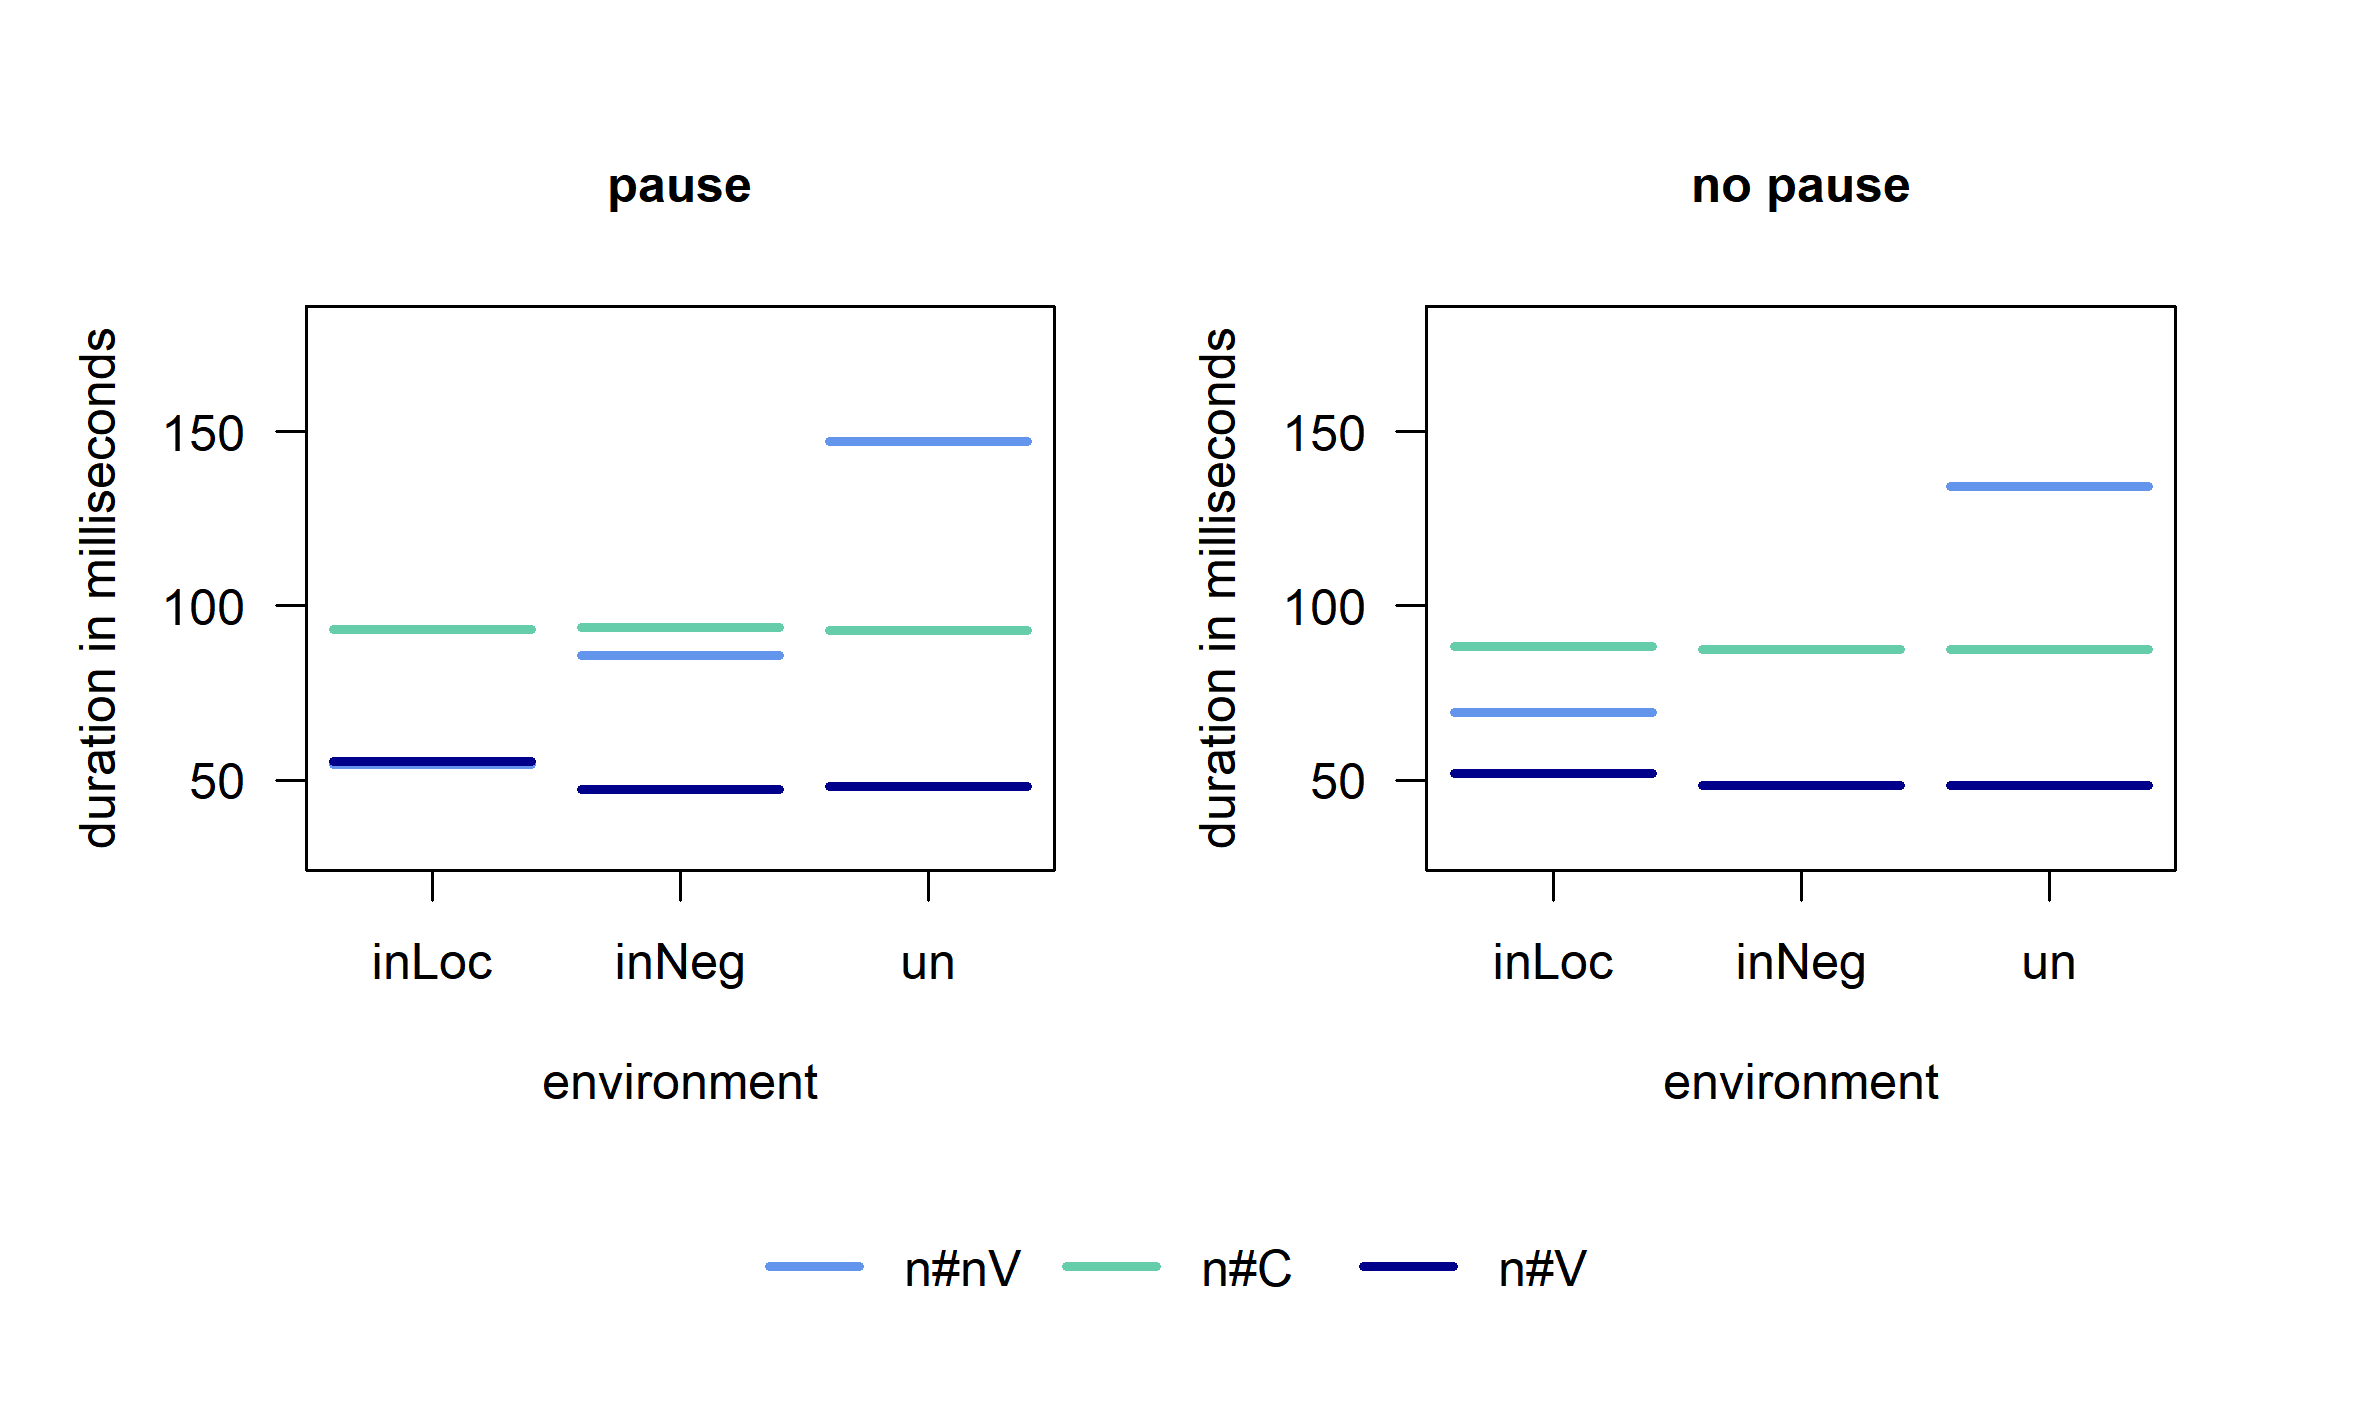 pause
duration in milliseconds
150
100
50
inLoc inNeg un
environment
no pause
duration in milliseconds
150
100
50
inLoc inNeg un
environment
n#nV n#C n#V